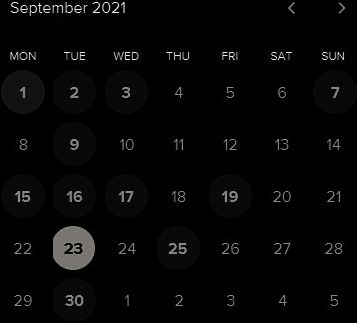 September 2021
MON TUE WED THU FRI SAT SUN
1 2 3 4 5 6 7
8 9 10 11 12 13 14
15 16 17 18 19 20 21
22 23 24 25 26 27 28
29 30 1 2 3 4 5